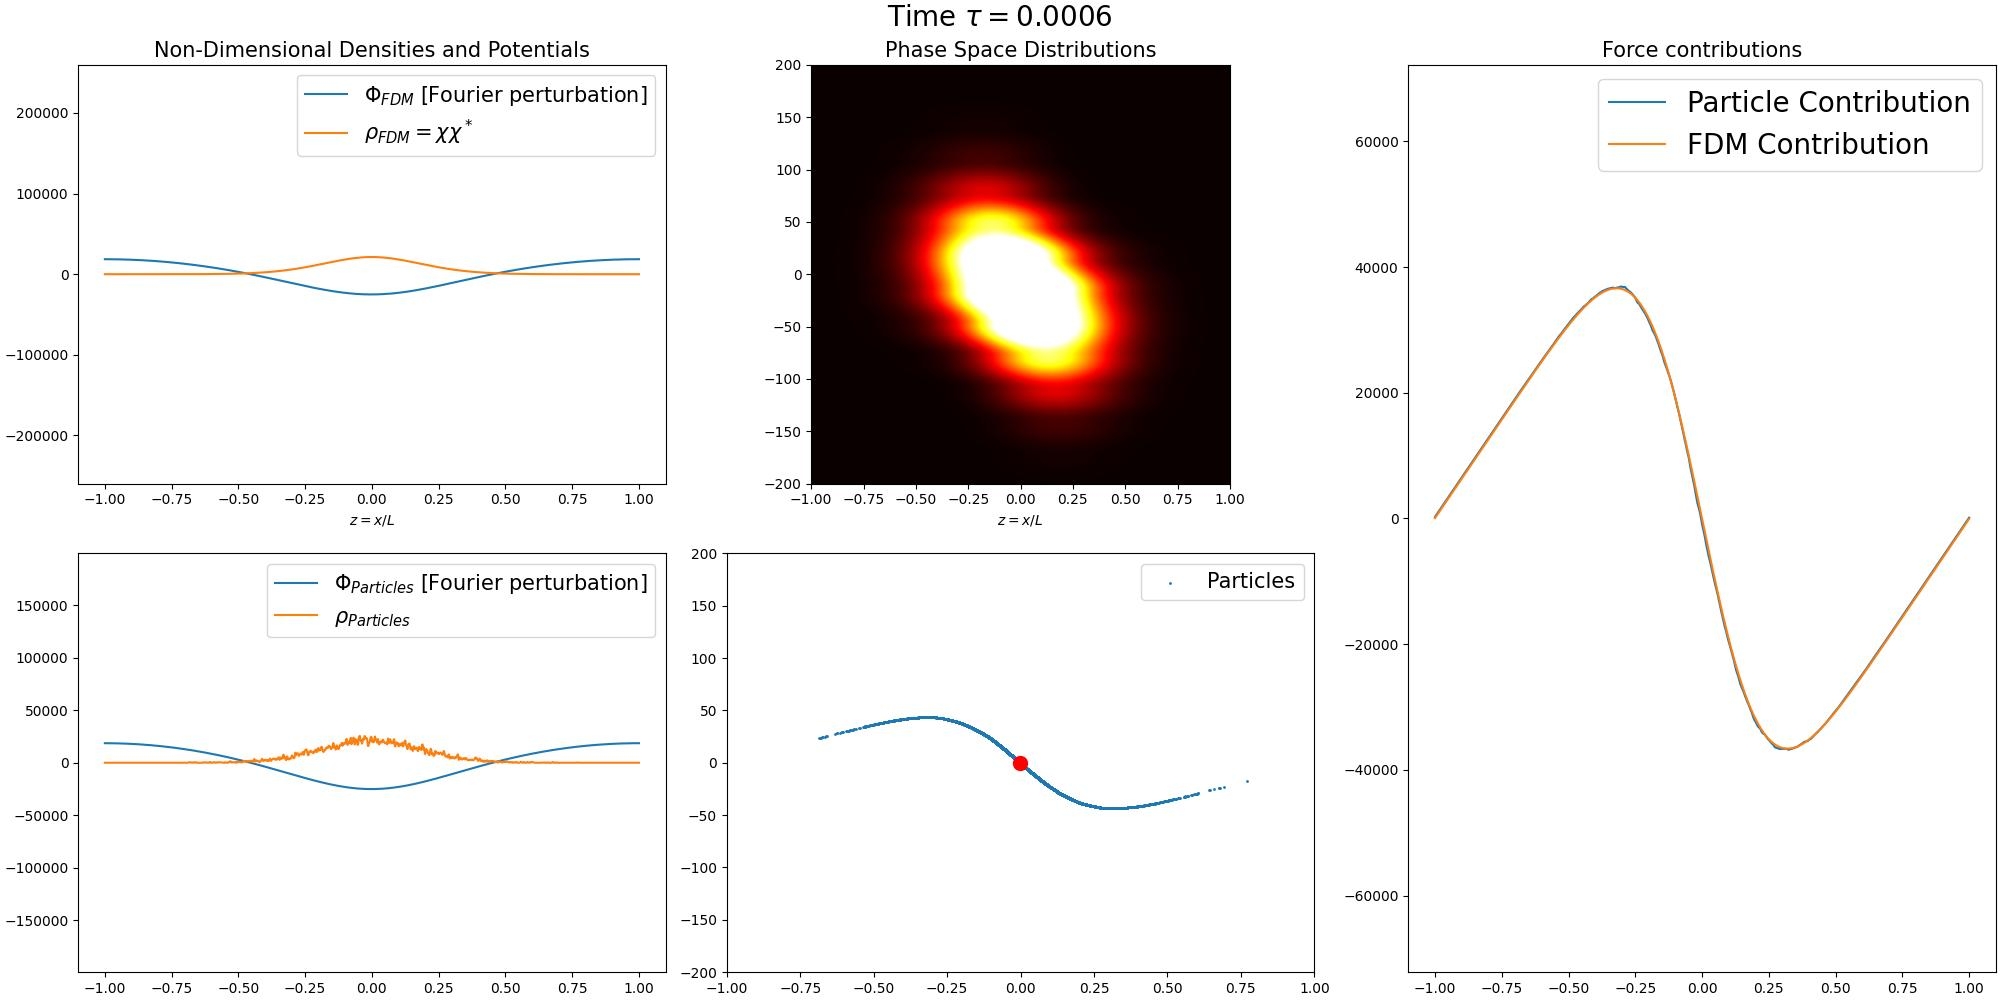 Time τ = 0.0006
Non-Dimensional Densities and Potentials
Φ_FDM [Fourier perturbation]
ρ_FDM = χχ*
200000
100000
0
−100000
−200000
−1.00 −0.75 −0.50 −0.25 0.00 0.25 0.50 0.75 1.00
z = x/L
Phase Space Distributions
200
150
100
50
0
−50
−100
−150
−200
−1.00 −0.75 −0.50 −0.25 0.00 0.25 0.50 0.75 1.00
z = x/L
Force contributions
Particle Contribution
FDM Contribution
60000
40000
20000
0
−20000
−40000
−60000
−1.00 −0.75 −0.50 −0.25 0.00 0.25 0.50 0.75 1.00
Φ_Particles [Fourier perturbation]
ρ_Particles
150000
100000
50000
0
−50000
−100000
−150000
−1.00 −0.75 −0.50 −0.25 0.00 0.25 0.50 0.75 1.00
Particles
200
150
100
50
0
−50
−100
−150
−200
−1.00 −0.75 −0.50 −0.25 0.00 0.25 0.50 0.75 1.00